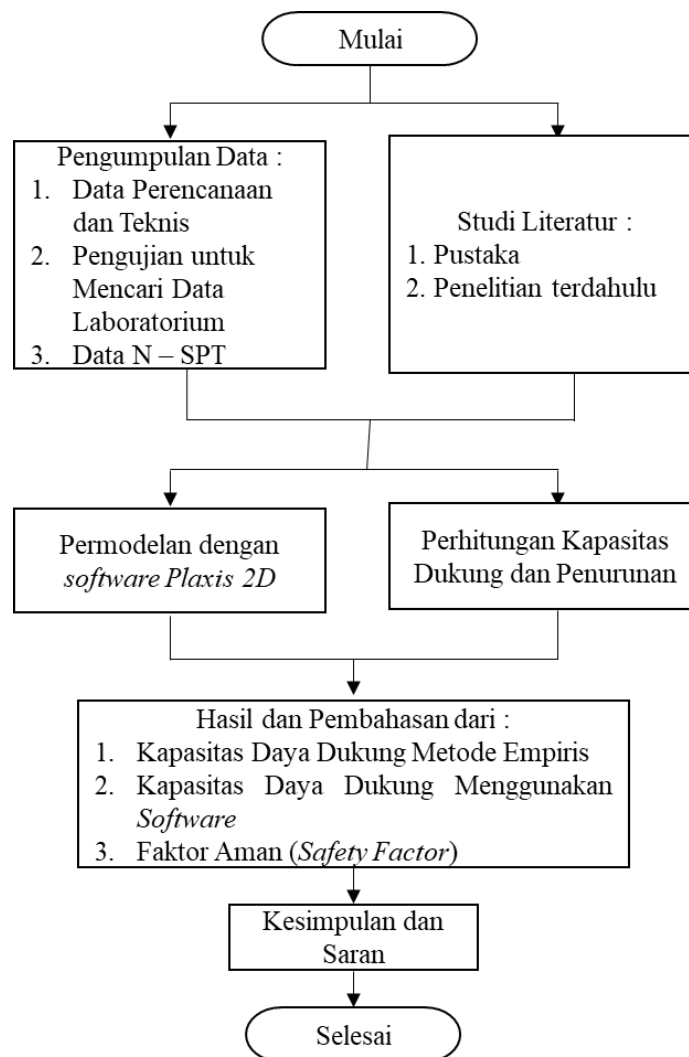 Mulai
Pengumpulan Data :
1. Data Perencanaan
dan Teknis
2. Pengujian untuk
Mencari Data
Laboratorium
3. Data N – SPT
Studi Literatur :
1. Pustaka
2. Penelitian terdahulu
Permodelan dengan
software Plaxis 2D
Perhitungan Kapasitas
Dukung dan Penurunan
Hasil dan Pembahasan dari :
1. Kapasitas Daya Dukung Metode Empiris
2. Kapasitas Daya Dukung Menggunakan
Software
3. Faktor Aman (Safety Factor)
Kesimpulan dan
Saran
Selesai